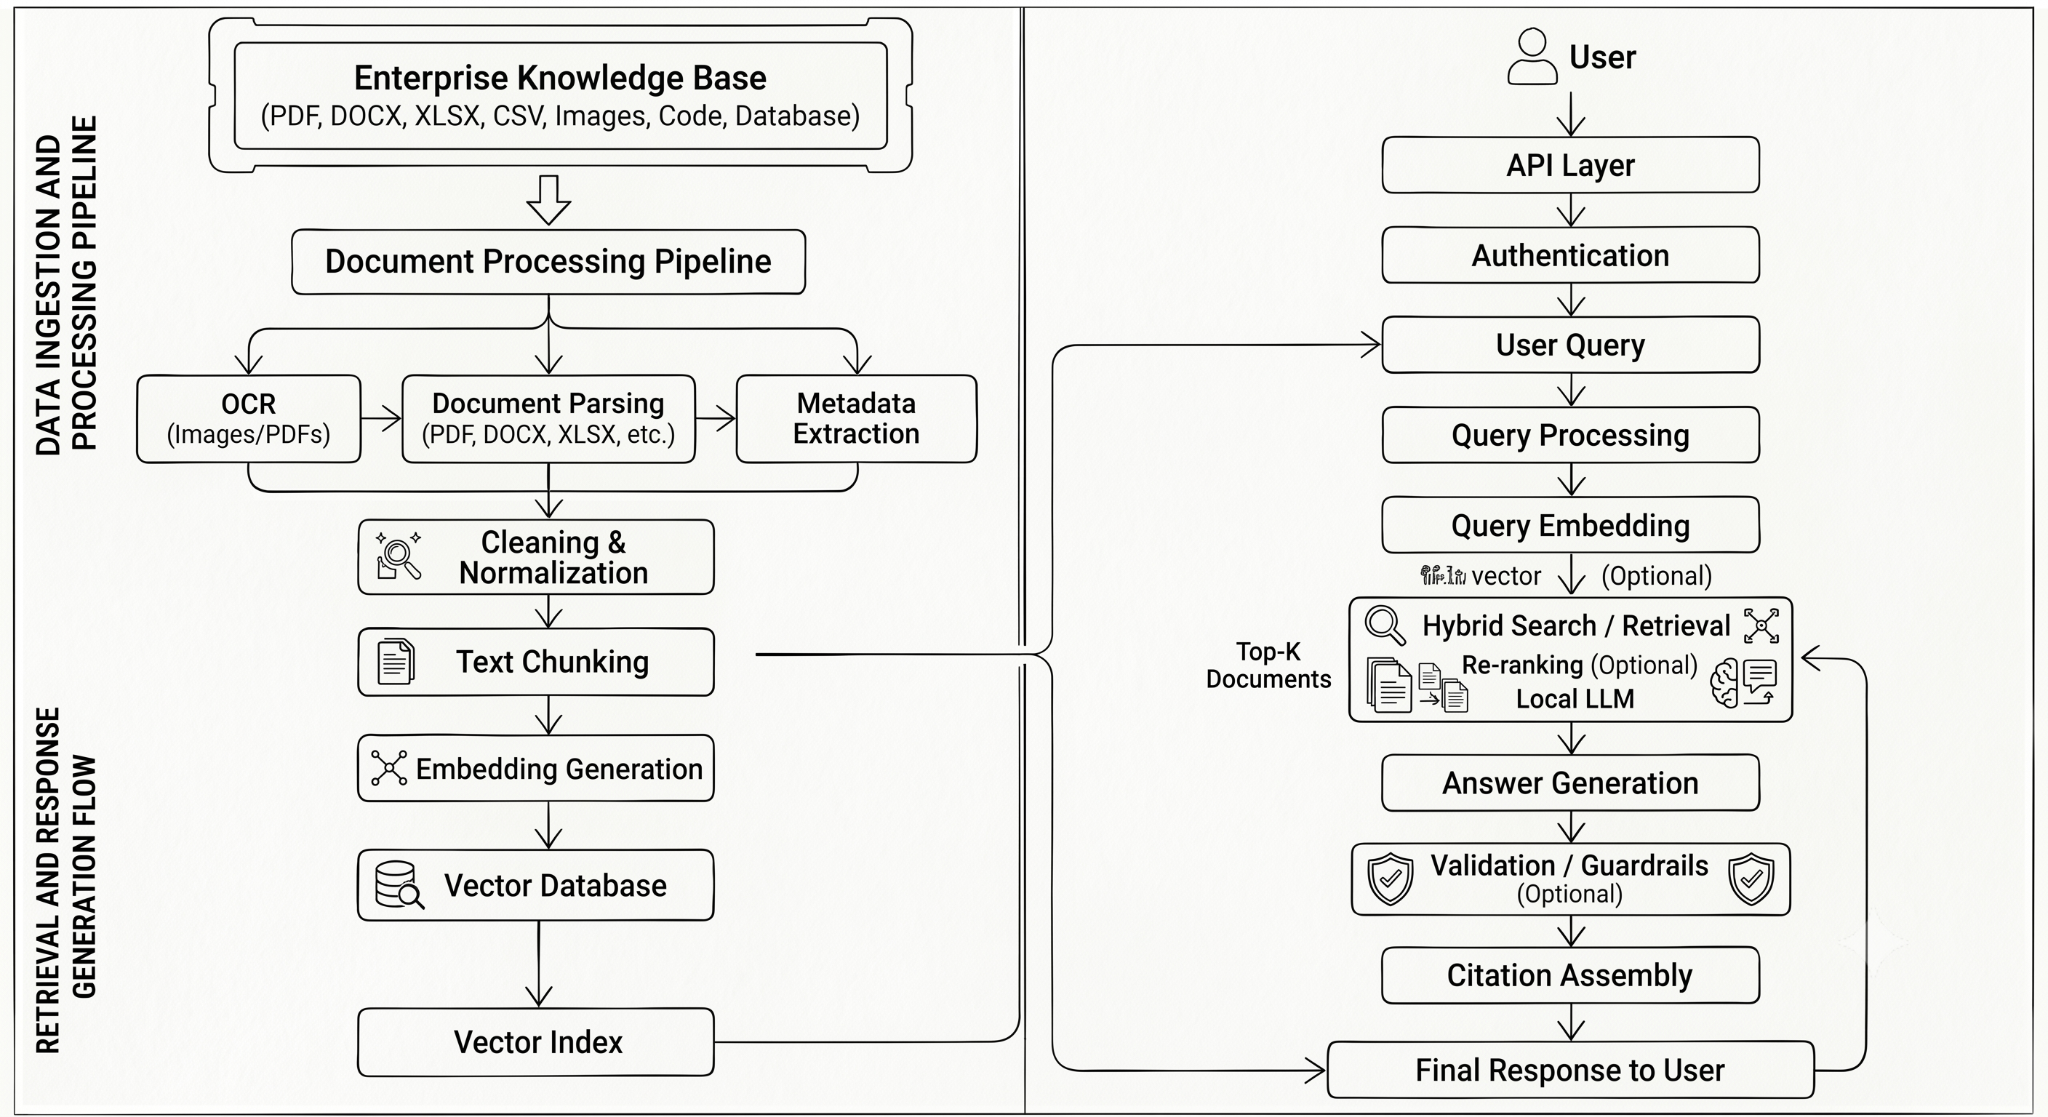 DATA INGESTION AND
PROCESSING PIPELINE
Enterprise Knowledge Base
(PDF, DOCX, XLSX, CSV, Images, Code, Database)
Document Processing Pipeline
OCR
(Images/PDFs)
Document Parsing
(PDF, DOCX, XLSX, etc.)
Metadata
Extraction
Cleaning &
Normalization
Text Chunking
Embedding Generation
Vector Database
Vector Index
RETRIEVAL AND RESPONSE
GENERATION FLOW
User
API Layer
Authentication
User Query
Query Processing
Query Embedding
vector (Optional)
Hybrid Search / Retrieval
Re-ranking (Optional)
Local LLM
Top-K
Documents
Answer Generation
Validation / Guardrails
(Optional)
Citation Assembly
Final Response to User